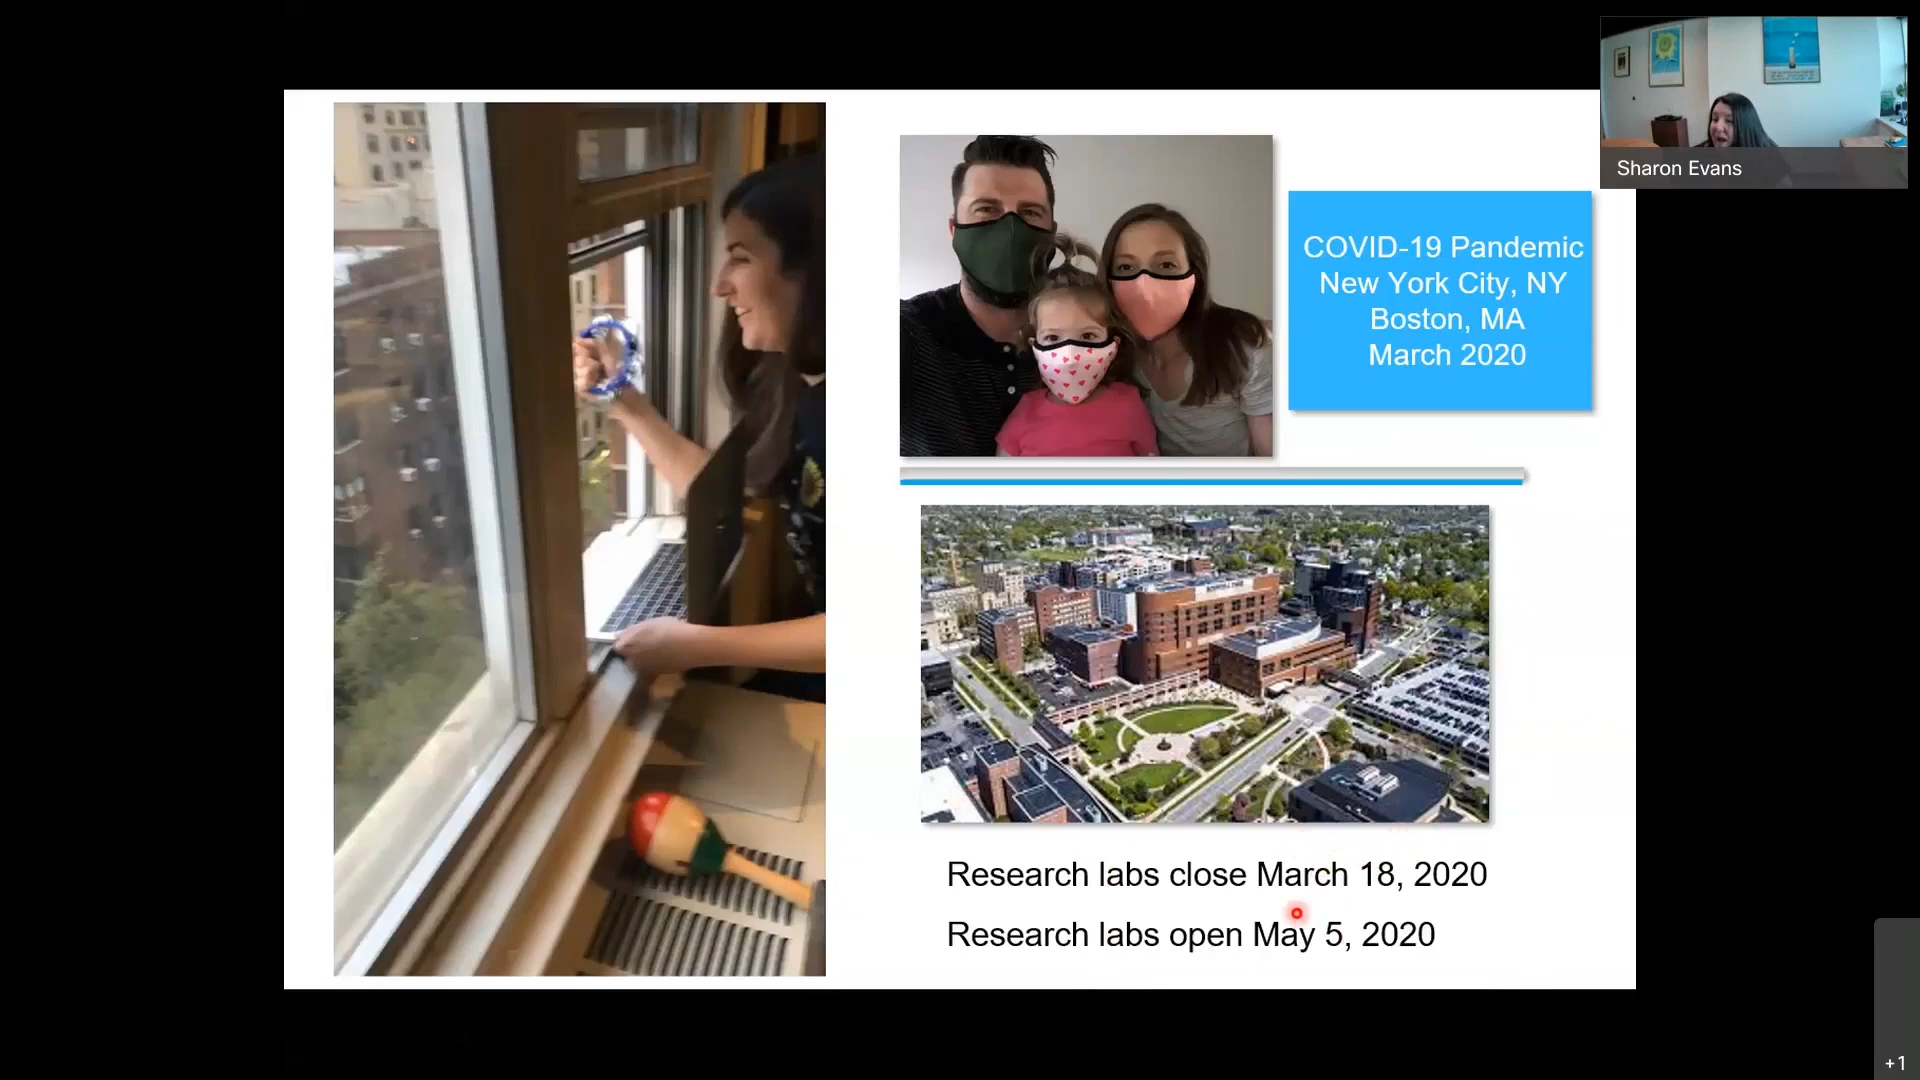 Sharon Evans
COVID-19 Pandemic
New York City, NY
Boston, MA
March 2020
Research labs close March 18, 2020
Research labs open May 5, 2020
+1